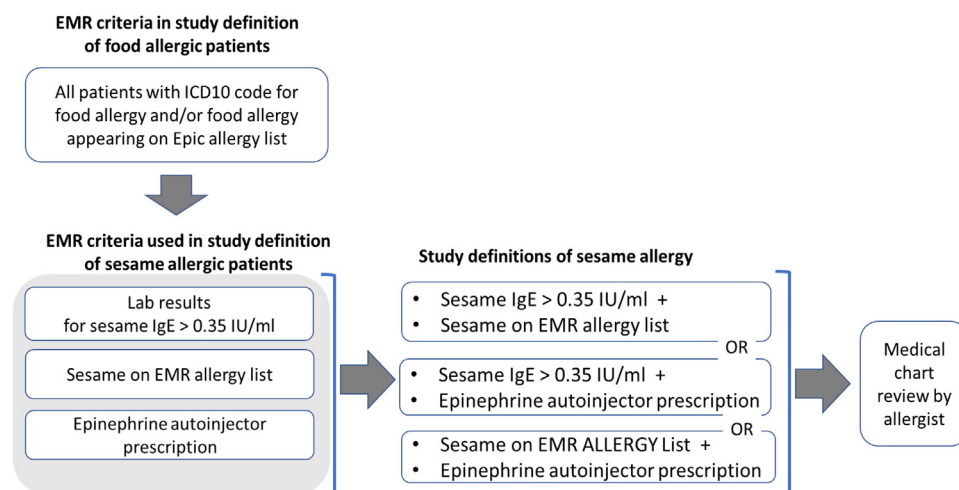 EMR criteria in study definition
of food allergic patients
All patients with ICD10 code for
food allergy and/or food allergy
appearing on Epic allergy list
EMR criteria used in study definition
of sesame allergic patients
Lab results
for sesame IgE > 0.35 IU/ml
Sesame on EMR allergy list
Epinephrine autoinjector
prescription
Study definitions of sesame allergy
• Sesame IgE > 0.35 IU/ml +
• Sesame on EMR allergy list
OR
• Sesame IgE > 0.35 IU/ml +
• Epinephrine autoinjector prescription
OR
• Sesame on EMR ALLERGY List +
• Epinephrine autoinjector prescription
Medical
chart
review by
allergist